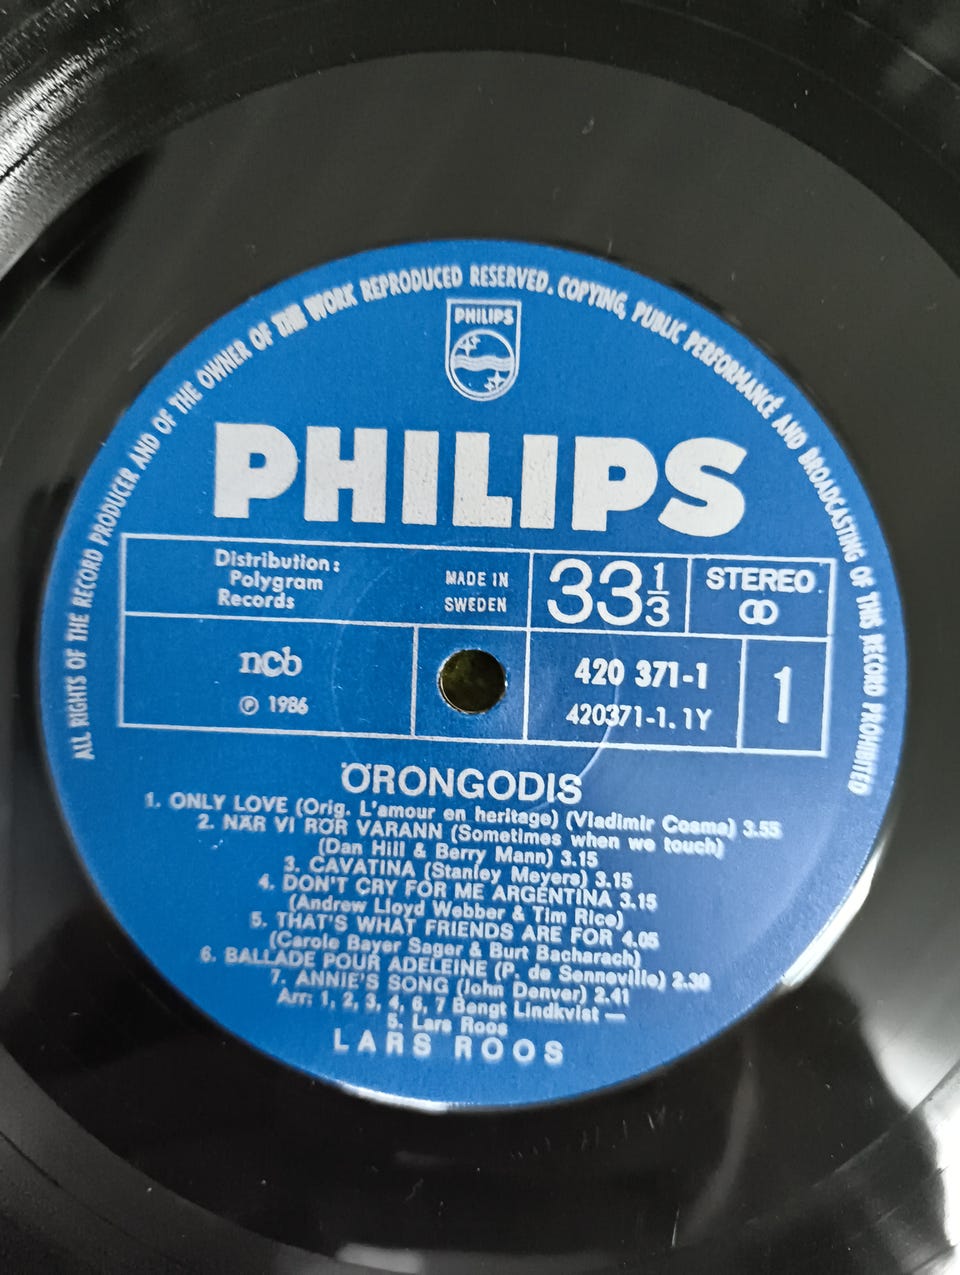 ALL RIGHTS OF THE RECORD PRODUCER AND OF THE OWNER OF THE WORK REPRODUCED RESERVED. COPYING, PUBLIC PERFORMANCE AND BROADCASTING OF THIS RECORD PROHIBITED
PHILIPS
PHILIPS
Distribution:
Polygram
Records
MADE IN
SWEDEN
33 1/3
STEREO
ncb
℗ 1986
420 371-1
420371-1.1Y
1
ÖRONGODIS
1. ONLY LOVE (Orig. L'amour en heritage) (Vladimir Cosma) 3.55
2. NÄR VI RÖR VARANN (Sometimes when we touch)
(Dan Hill & Berry Mann) 3.15
3. CAVATINA (Stanley Meyers) 3.15
4. DON'T CRY FOR ME ARGENTINA 3.15
(Andrew Lloyd Webber & Tim Rice)
5. THAT'S WHAT FRIENDS ARE FOR 4.05
(Carole Bayer Sager & Burt Bacharach)
6. BALLADE POUR ADELEINE (P. de Senneville) 2.30
7. ANNIE'S SONG (John Denver) 2.41
Arr: 1, 2, 3, 4, 6, 7 Bengt Lindkvist —
5. Lars Roos
LARS ROOS